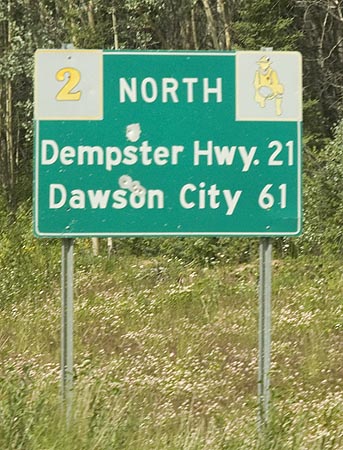 2 NORTH
Dempster Hwy. 21
Dawson City 61